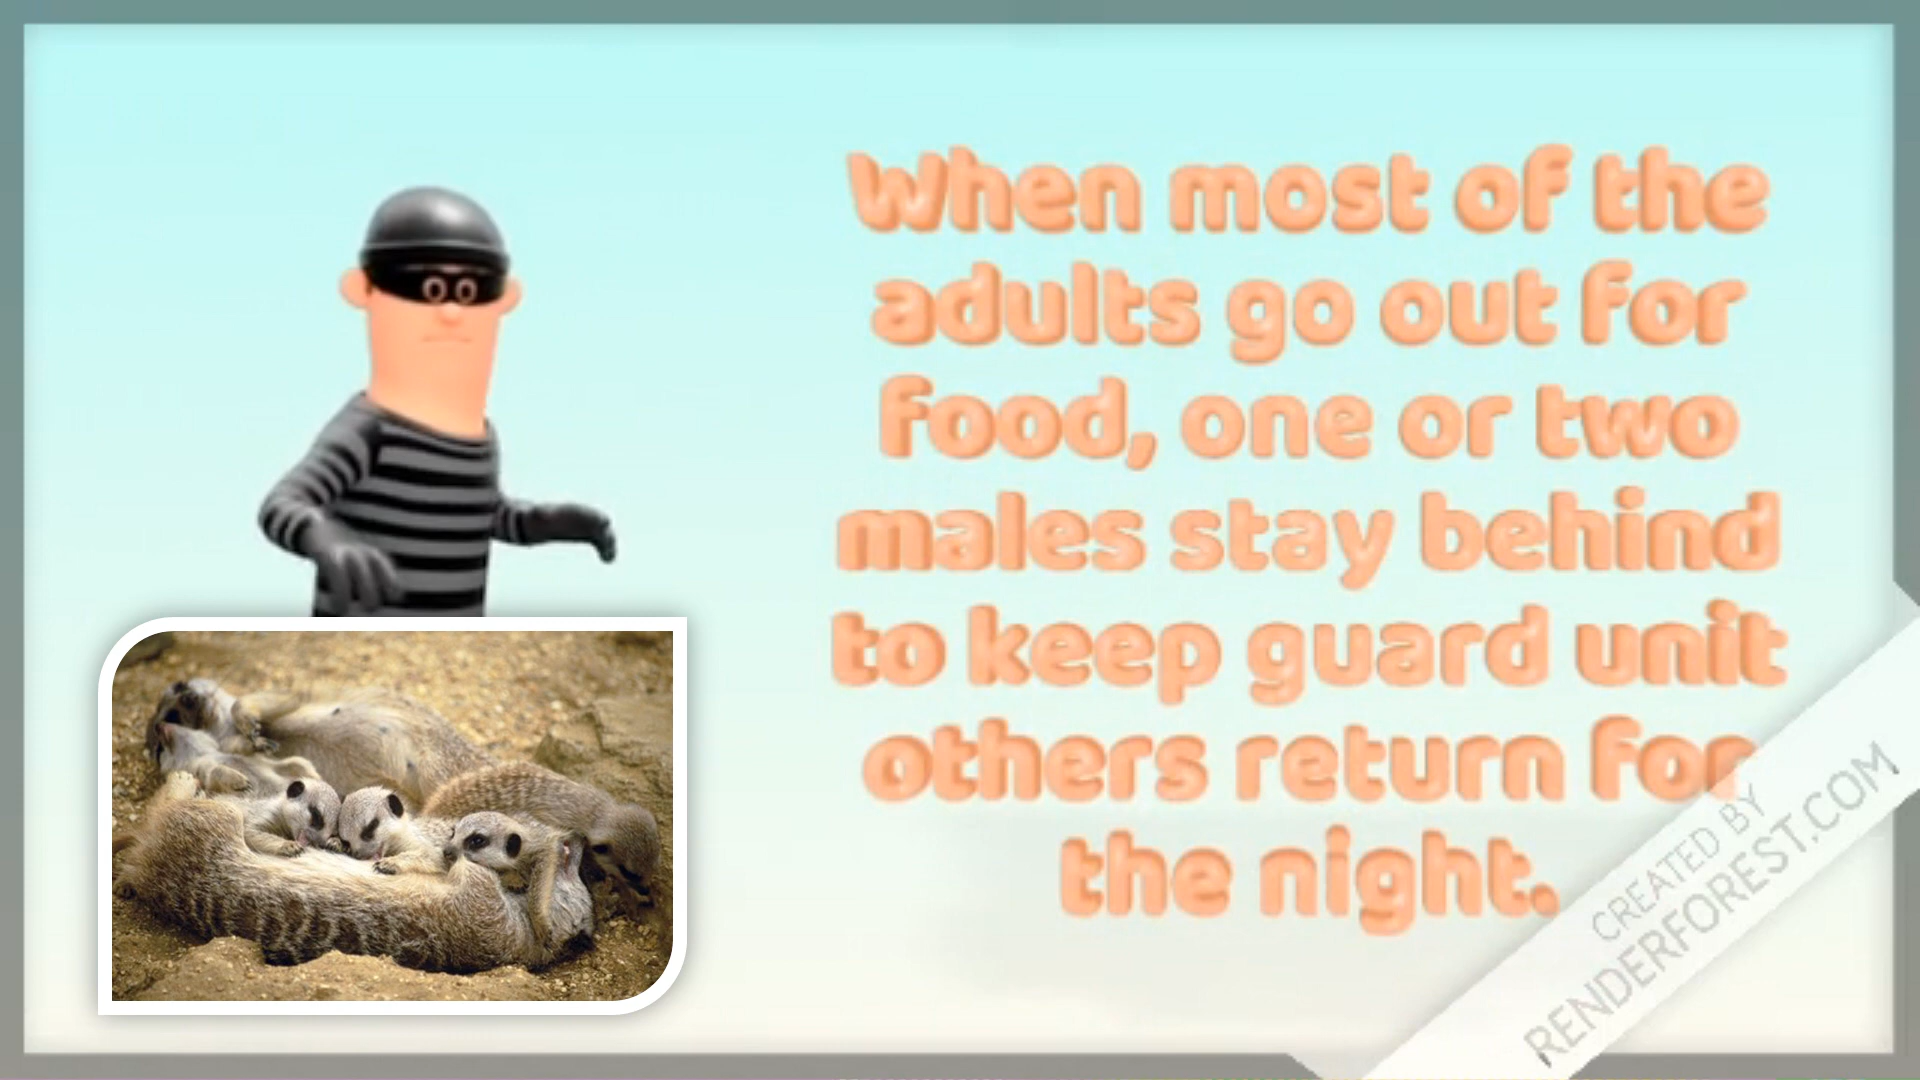 When most of the
adults go out for
food, one or two
males stay behind
to keep guard unit
others return for
the night.
CREATED BY
RENDERFOREST.COM